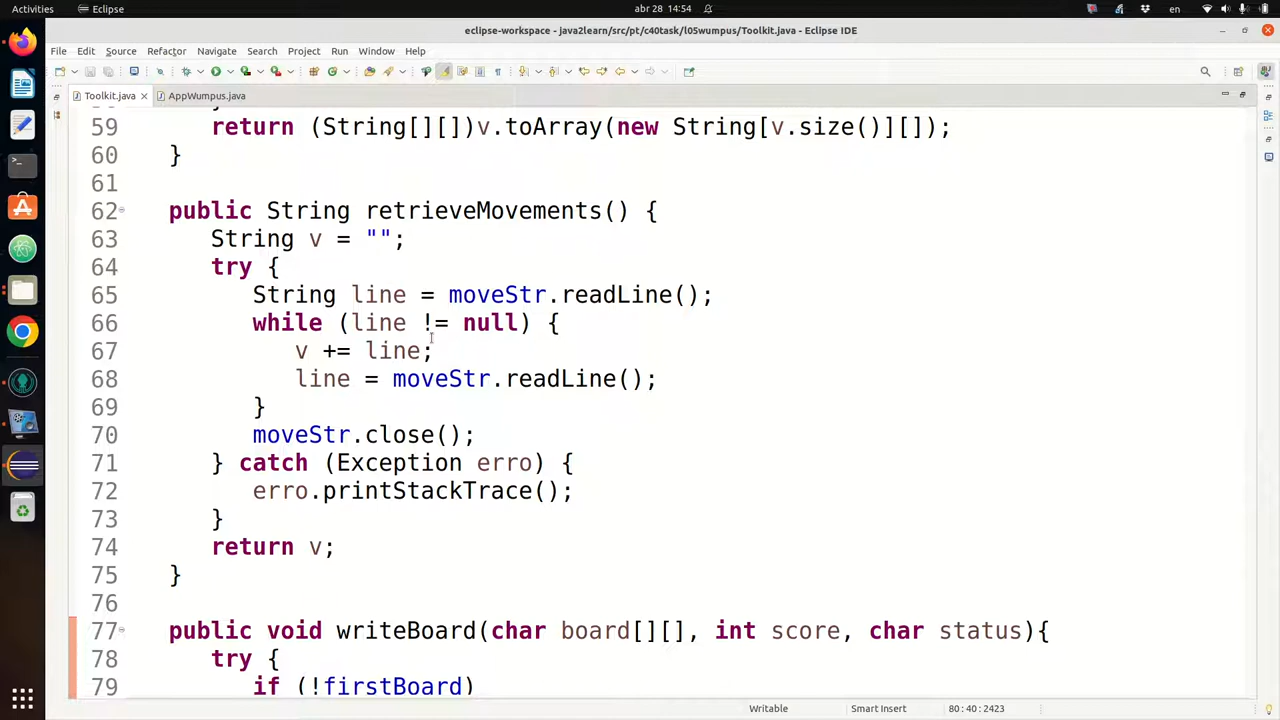 Activities Eclipse abr 28 14:54 en
eclipse-workspace - java2learn/src/pt/c40task/l05wumpus/Toolkit.java - Eclipse IDE
File Edit Source Refactor Navigate Search Project Run Window Help
Toolkit.java AppWumpus.java
59 return (String[][])v.toArray(new String[v.size()][]);
60 }
61
62 public String retrieveMovements() {
63 String v = "";
64 try {
65 String line = moveStr.readLine();
66 while (line != null) {
67 v += line;
68 line = moveStr.readLine();
69 }
70 moveStr.close();
71 } catch (Exception erro) {
72 erro.printStackTrace();
73 }
74 return v;
75 }
76
77 public void writeBoard(char board[][], int score, char status){
78 try {
79 if (!firstBoard)
Writable Smart Insert 80:40:2423